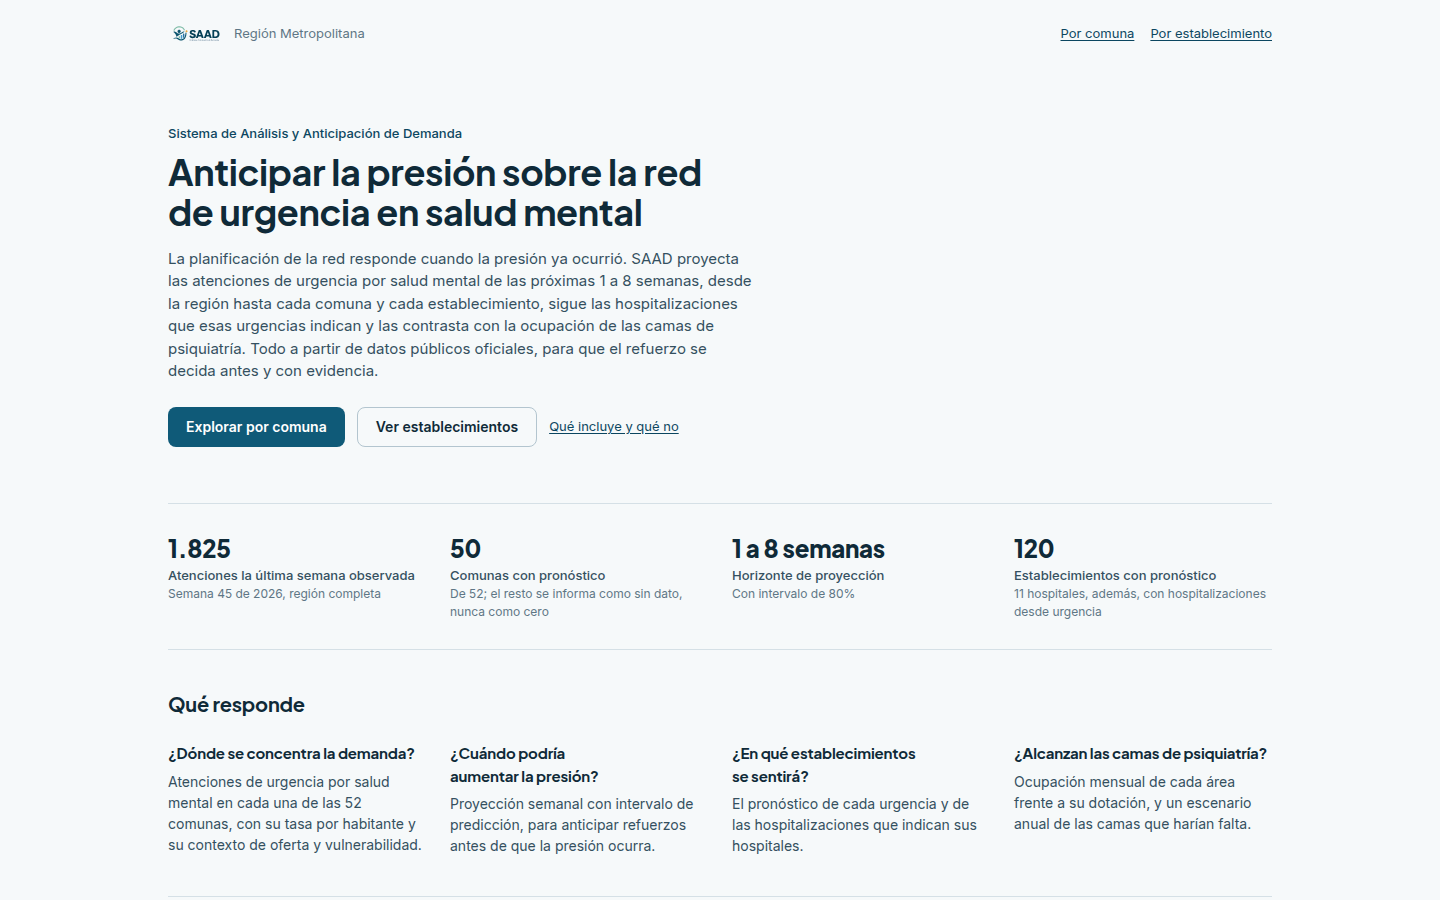 SAAD Región Metropolitana Por comuna Por establecimiento
Sistema de Análisis y Anticipación de Demanda
Anticipar la presión sobre la red
de urgencia en salud mental
La planificación de la red responde cuando la presión ya ocurrió. SAAD proyecta
las atenciones de urgencia por salud mental de las próximas 1 a 8 semanas, desde
la región hasta cada comuna y cada establecimiento, sigue las hospitalizaciones
que esas urgencias indican y las contrasta con la ocupación de las camas de
psiquiatría. Todo a partir de datos públicos oficiales, para que el refuerzo se
decida antes y con evidencia.
Explorar por comuna Ver establecimientos Qué incluye y qué no
1.825
Atenciones la última semana observada
Semana 45 de 2026, región completa
50
Comunas con pronóstico
De 52; el resto se informa como sin dato,
nunca como cero
1 a 8 semanas
Horizonte de proyección
Con intervalo de 80%
120
Establecimientos con pronóstico
11 hospitales, además, con hospitalizaciones
desde urgencia
Qué responde
¿Dónde se concentra la demanda?
Atenciones de urgencia por salud
mental en cada una de las 52
comunas, con su tasa por habitante y
su contexto de oferta y vulnerabilidad.
¿Cuándo podría
aumentar la presión?
Proyección semanal con intervalo de
predicción, para anticipar refuerzos
antes de que la presión ocurra.
¿En qué establecimientos
se sentirá?
El pronóstico de cada urgencia y de
las hospitalizaciones que indican sus
hospitales.
¿Alcanzan las camas de psiquiatría?
Ocupación mensual de cada área
frente a su dotación, y un escenario
anual de las camas que harían falta.